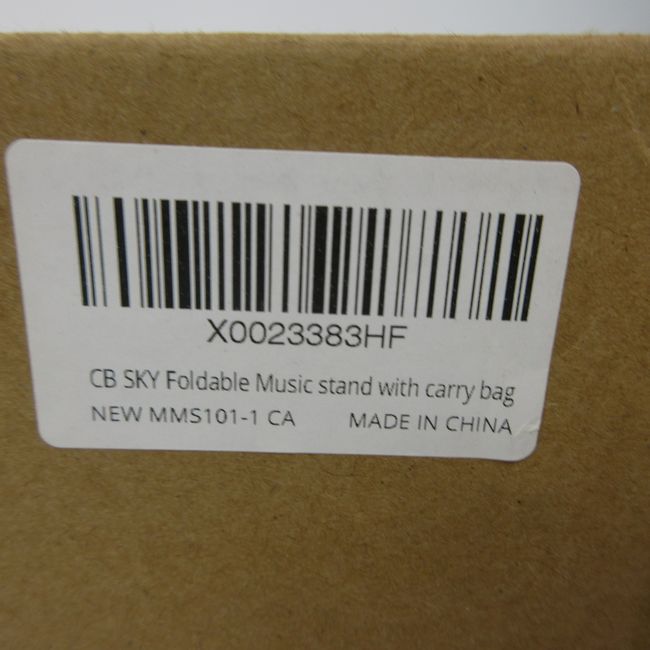 X0023383HF
CB SKY Foldable Music stand with carry bag
NEW MMS101-1 CA MADE IN CHINA